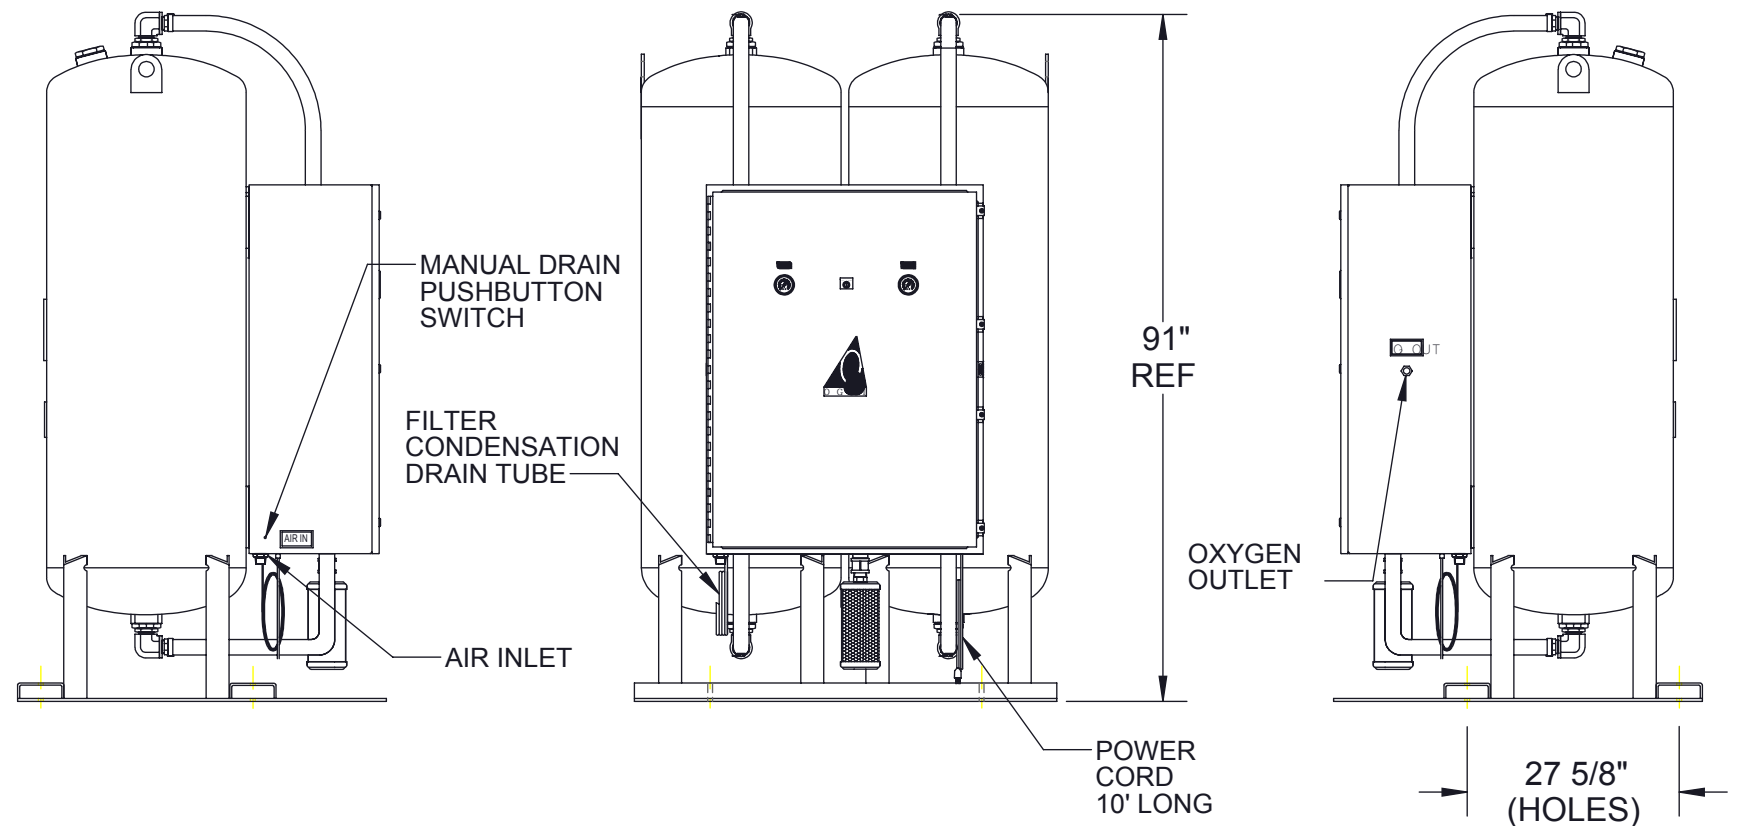 MANUAL DRAIN
PUSHBUTTON
SWITCH
FILTER
CONDENSATION
DRAIN TUBE
AIR IN
AIR INLET
91"
REF
POWER
CORD
10' LONG
OXYGEN
OUTLET
27 5/8"
(HOLES)